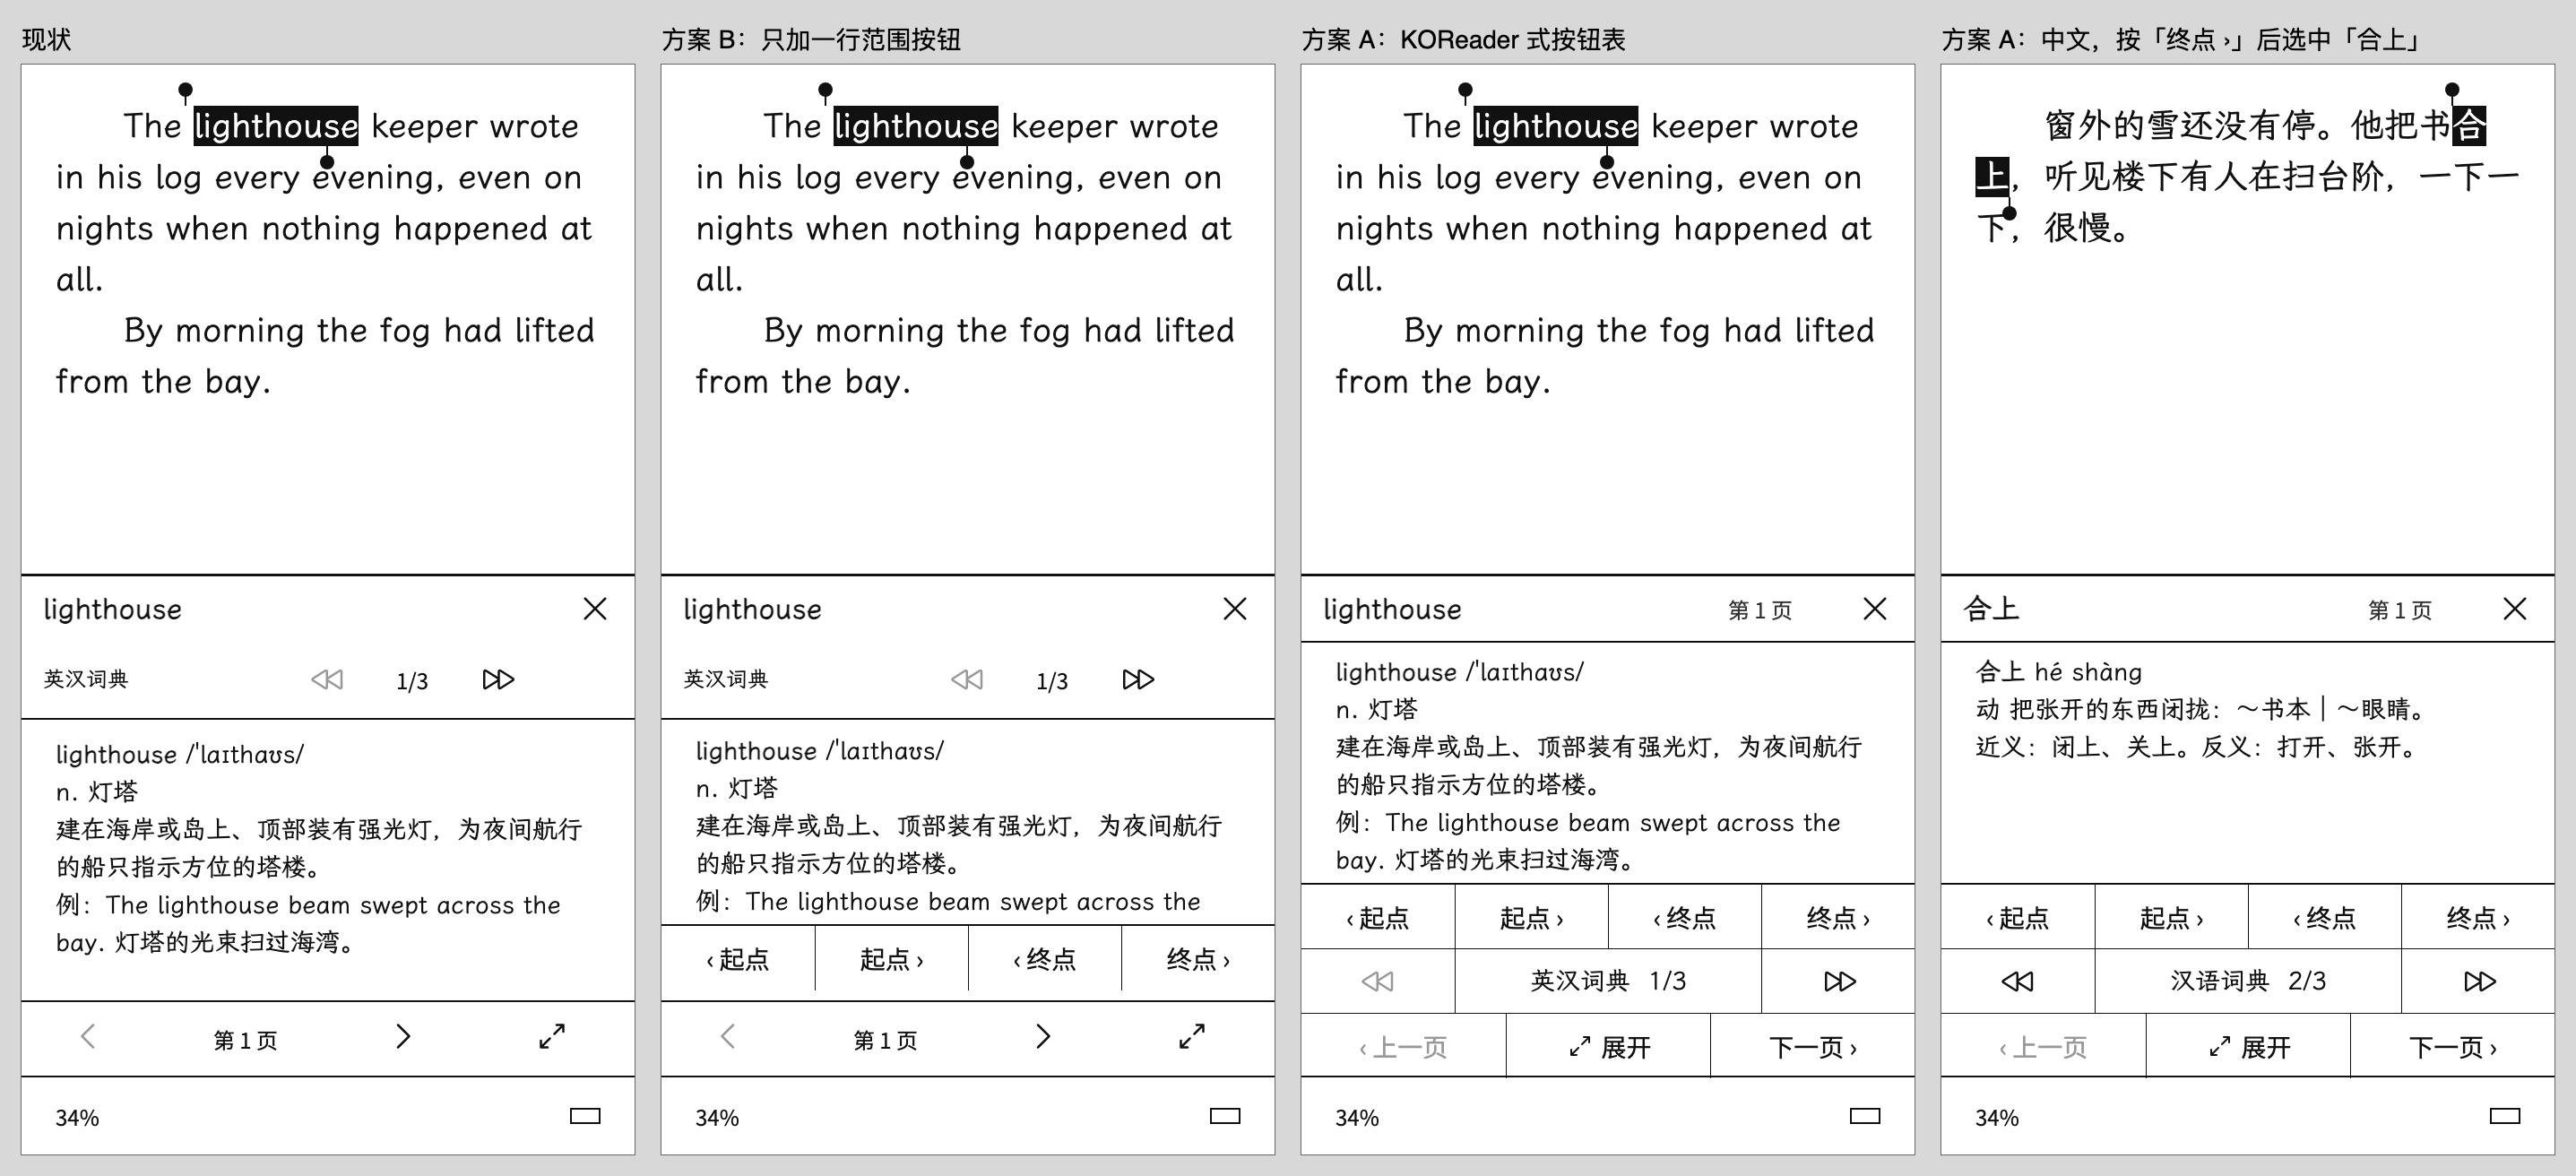 现状
The lighthouse keeper wrote
in his log every evening, even on
nights when nothing happened at
all.
By morning the fog had lifted
from the bay.
lighthouse
英汉词典 1/3
lighthouse /ˈlaɪthaʊs/
n. 灯塔
建在海岸或岛上、顶部装有强光灯，为夜间航行
的船只指示方位的塔楼。
例：The lighthouse beam swept across the
bay. 灯塔的光束扫过海湾。
第 1 页
34%
方案 B：只加一行范围按钮
The lighthouse keeper wrote
in his log every evening, even on
nights when nothing happened at
all.
By morning the fog had lifted
from the bay.
lighthouse
英汉词典 1/3
lighthouse /ˈlaɪthaʊs/
n. 灯塔
建在海岸或岛上、顶部装有强光灯，为夜间航行
的船只指示方位的塔楼。
例：The lighthouse beam swept across the
‹ 起点 起点 › ‹ 终点 终点 ›
第 1 页
34%
方案 A：KOReader 式按钮表
The lighthouse keeper wrote
in his log every evening, even on
nights when nothing happened at
all.
By morning the fog had lifted
from the bay.
lighthouse 第 1 页
lighthouse /ˈlaɪthaʊs/
n. 灯塔
建在海岸或岛上、顶部装有强光灯，为夜间航行
的船只指示方位的塔楼。
例：The lighthouse beam swept across the
bay. 灯塔的光束扫过海湾。
‹ 起点 起点 › ‹ 终点 终点 ›
英汉词典 1/3
‹ 上一页 展开 下一页 ›
34%
方案 A：中文，按「终点 ›」后选中「合上」
窗外的雪还没有停。他把书合
上，听见楼下有人在扫台阶，一下一
下，很慢。
合上 第 1 页
合上 hé shàng
动 把张开的东西闭拢：～书本｜～眼睛。
近义：闭上、关上。反义：打开、张开。
‹ 起点 起点 › ‹ 终点 终点 ›
汉语词典 2/3
‹ 上一页 展开 下一页 ›
34%